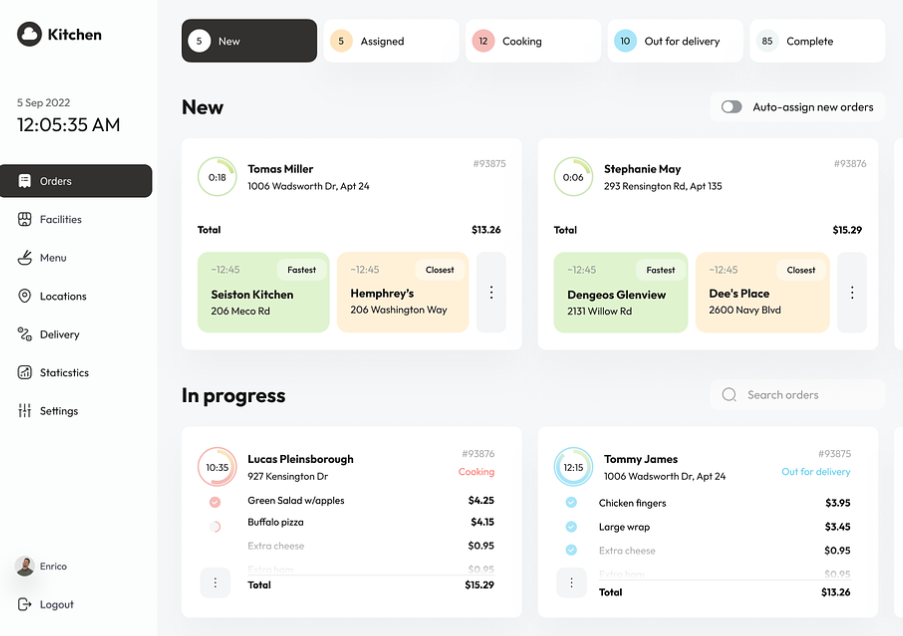 Kitchen
5 Sep 2022
12:05:35 AM
Orders
Facilities
Menu
Locations
Delivery
Staticstics
Settings
Enrico
Logout
5 New
5 Assigned
12 Cooking
10 Out for delivery
85 Complete
New
Auto-assign new orders
0:18
Tomas Miller
#93875
1006 Wadsworth Dr, Apt 24
Total $13.26
~12:45 Fastest
Seiston Kitchen
206 Meco Rd
~12:45 Closest
Hemphrey's
206 Washington Way
0:06
Stephanie May
#93876
293 Rensington Rd, Apt 135
Total $15.29
~12:45 Fastest
Dengeos Glenview
2131 Willow Rd
~12:45 Closest
Dee's Place
2600 Navy Blvd
In progress
Search orders
10:35
Lucas Pleinsborough
#93876
927 Kensington Dr
Cooking
Green Salad w/apples $4.25
Buffalo pizza $4.15
Extra cheese $0.95
Extra ham $0.95
Total $15.29
12:15
Tommy James
#93875
1006 Wadsworth Dr, Apt 24
Out for delivery
Chicken fingers $3.95
Large wrap $3.45
Extra cheese $0.95
Extra ham $0.95
Total $13.26